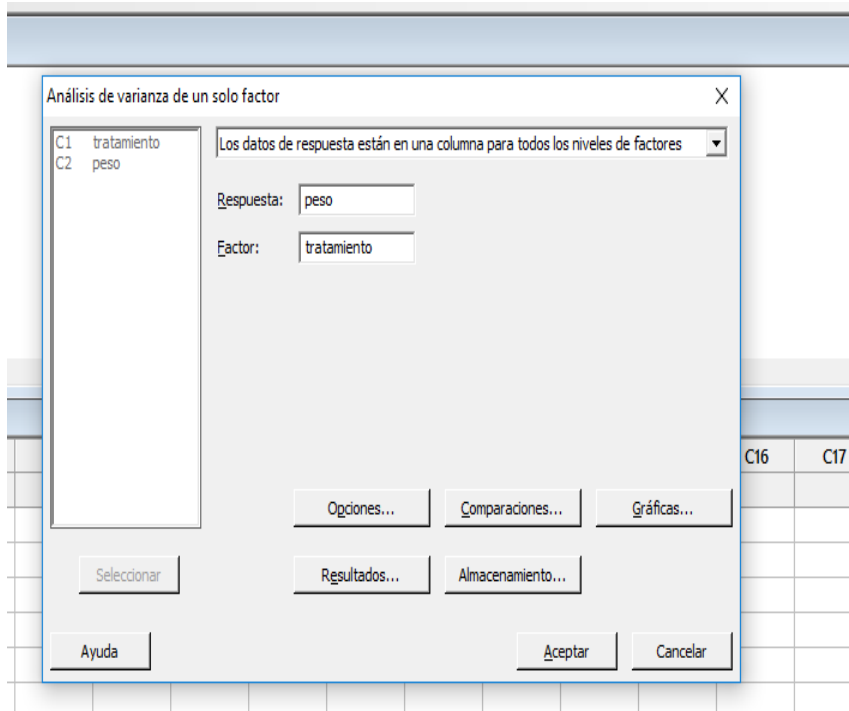 Análisis de varianza de un solo factor
C1 tratamiento
C2 peso
Los datos de respuesta están en una columna para todos los niveles de factores
Respuesta: peso
Factor: tratamiento
C16 C17
Opciones... Comparaciones... Gráficas...
Seleccionar Resultados... Almacenamiento...
Ayuda Aceptar Cancelar